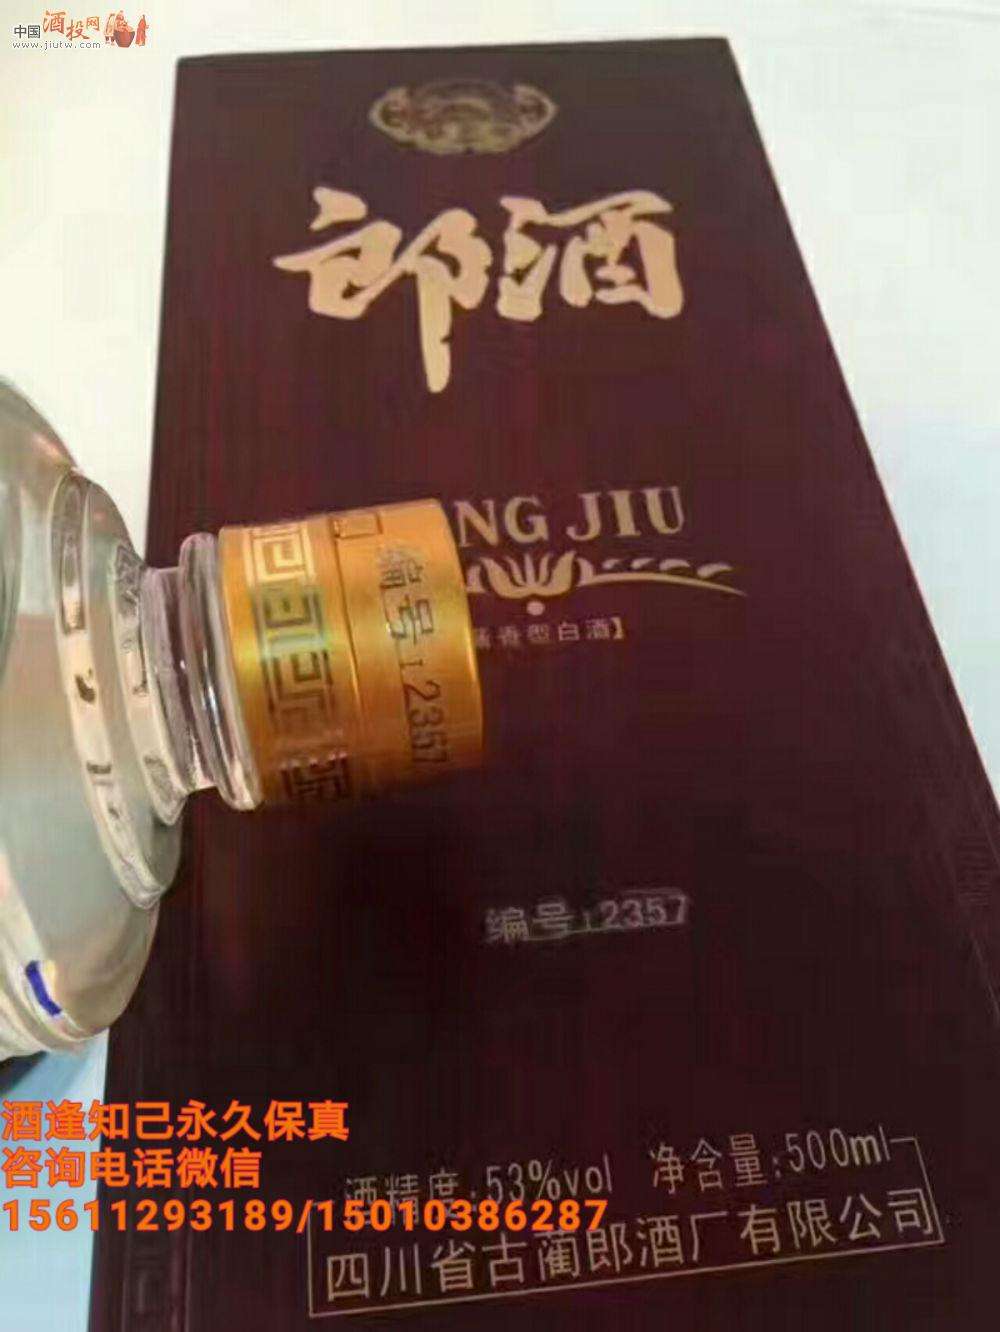 中国酒投网
www.jiutw.com
郎酒
NG JIU
香型白酒】
编号:2357
编号:2357
酒精度:53%vol 净含量:500ml
四川省古蔺郎酒厂有限公司
酒逢知己永久保真
咨询电话微信
15611293189/15010386287